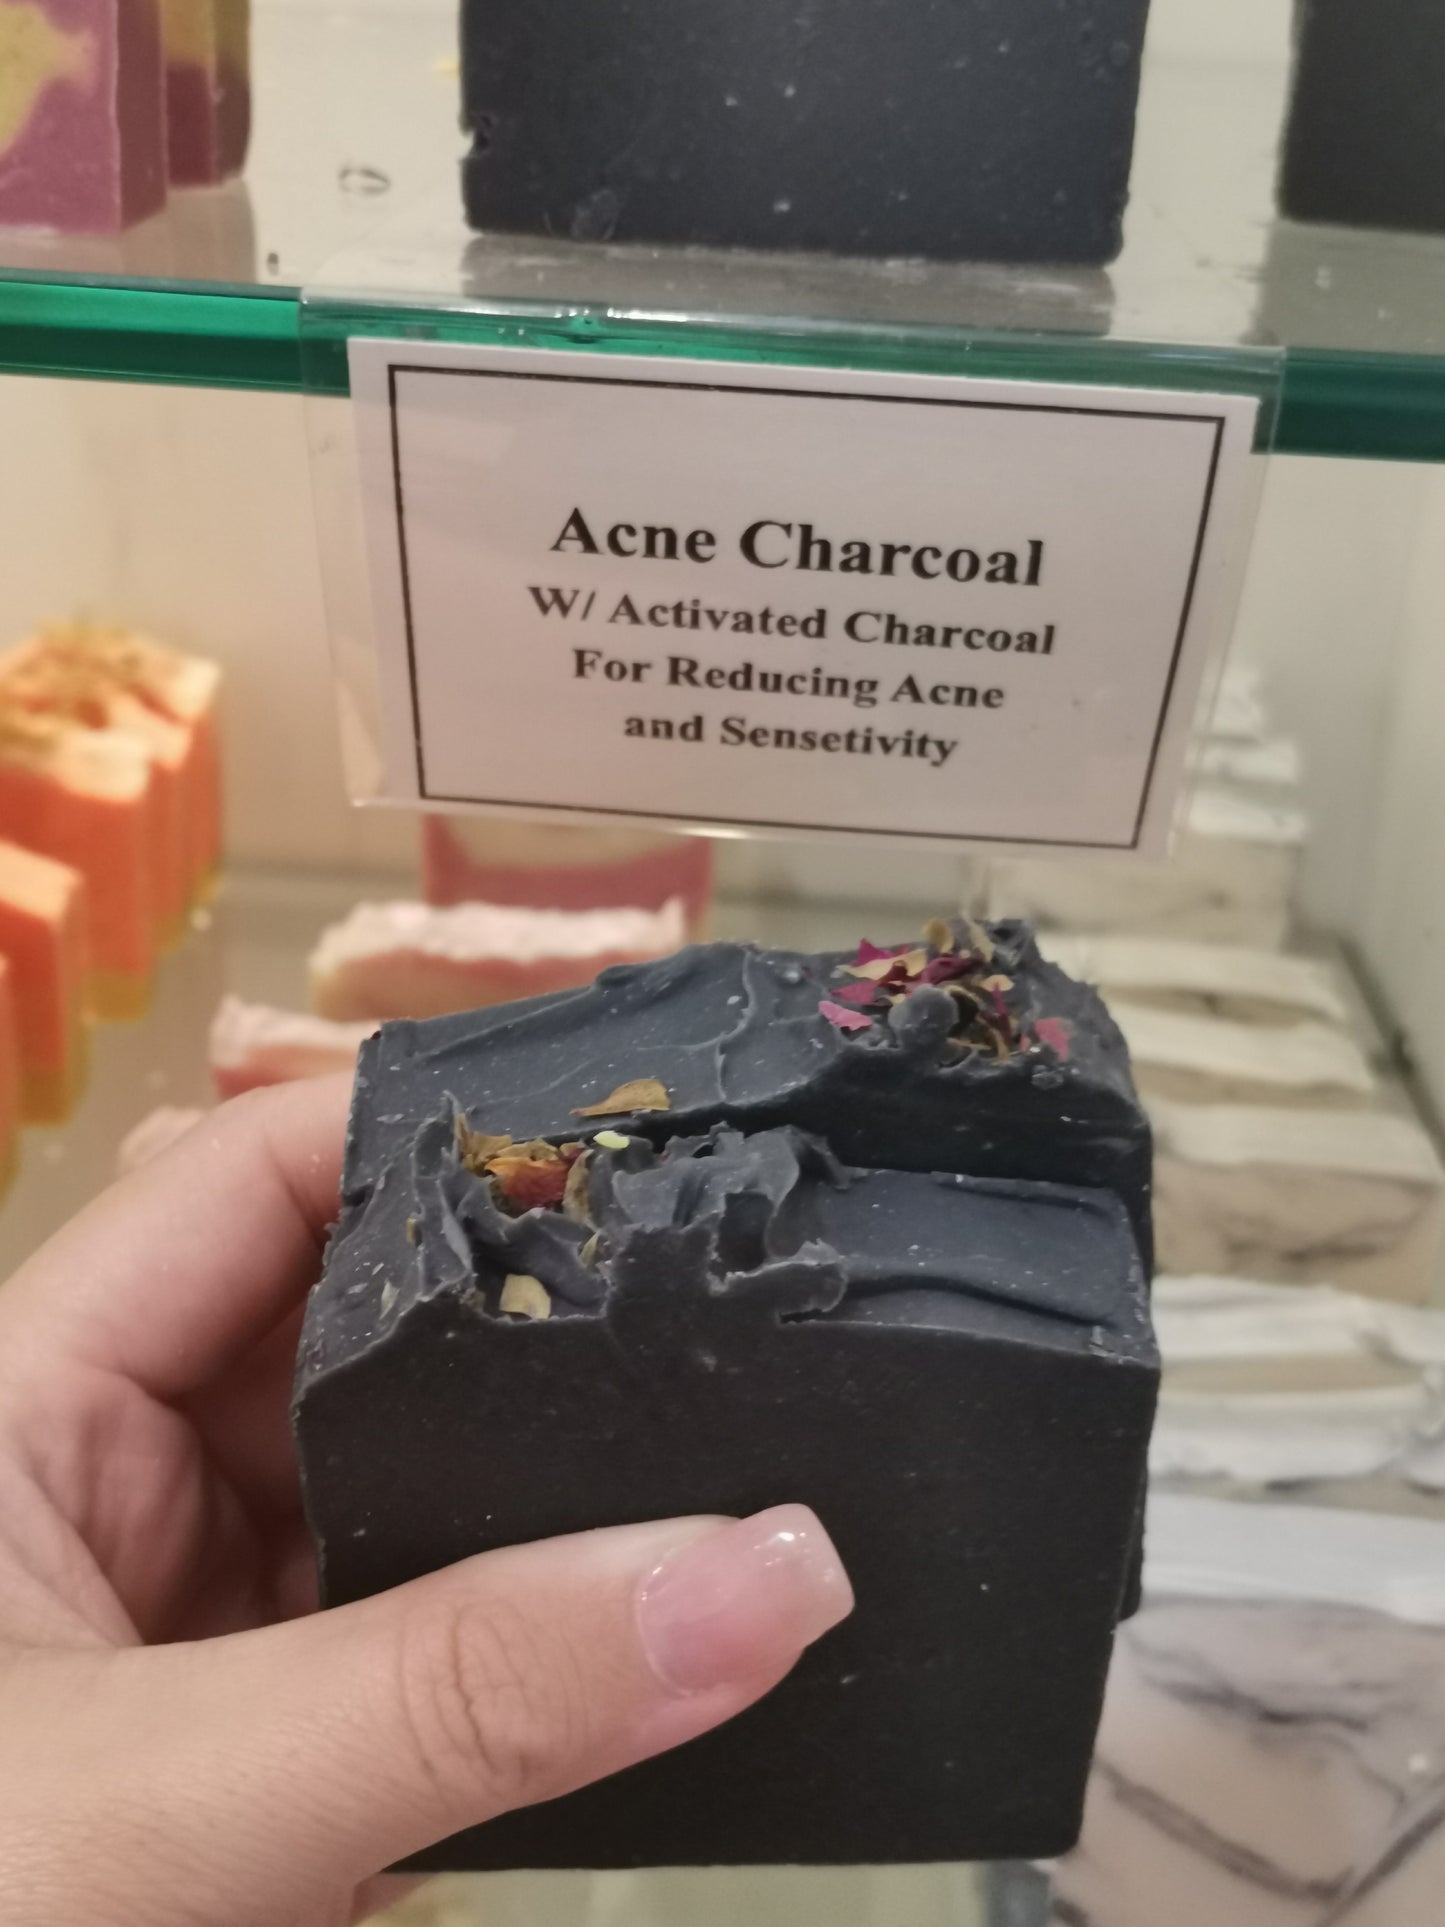 Acne Charcoal
W/ Activated Charcoal
For Reducing Acne
and Sensetivity